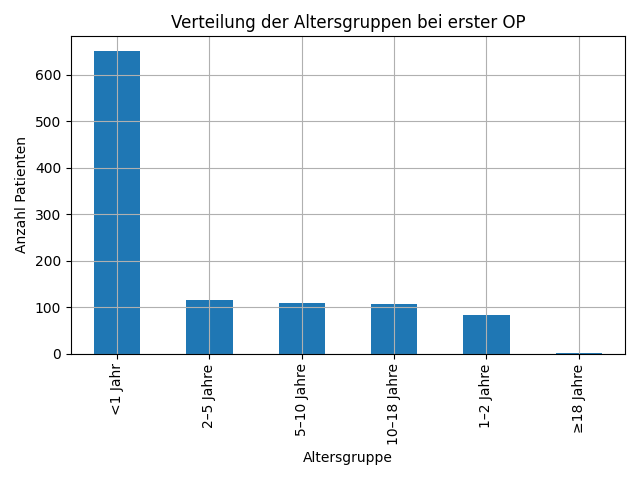 Verteilung der Altersgruppen bei erster OP
Anzahl Patienten
600
500
400
300
200
100
0
<1 Jahr
2–5 Jahre
5–10 Jahre
10–18 Jahre
1–2 Jahre
≥18 Jahre
Altersgruppe